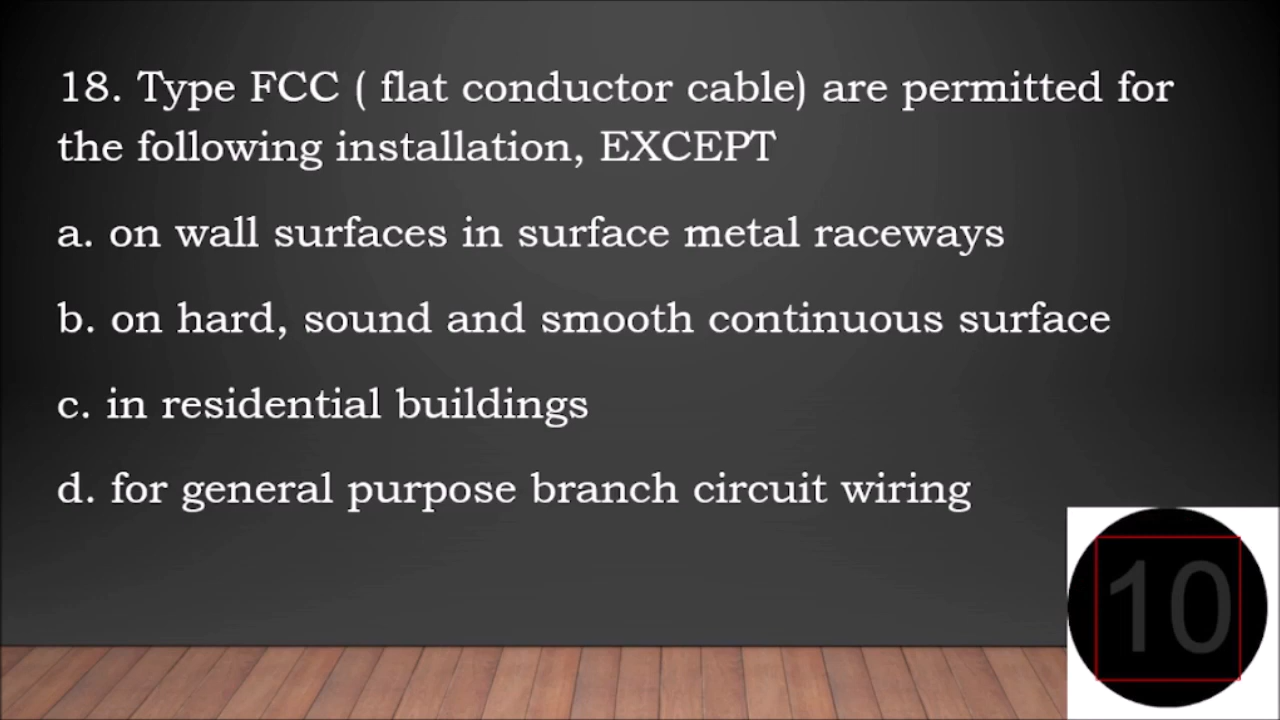 18. Type FCC ( flat conductor cable) are permitted for
the following installation, EXCEPT
a. on wall surfaces in surface metal raceways
b. on hard, sound and smooth continuous surface
c. in residential buildings
d. for general purpose branch circuit wiring
10